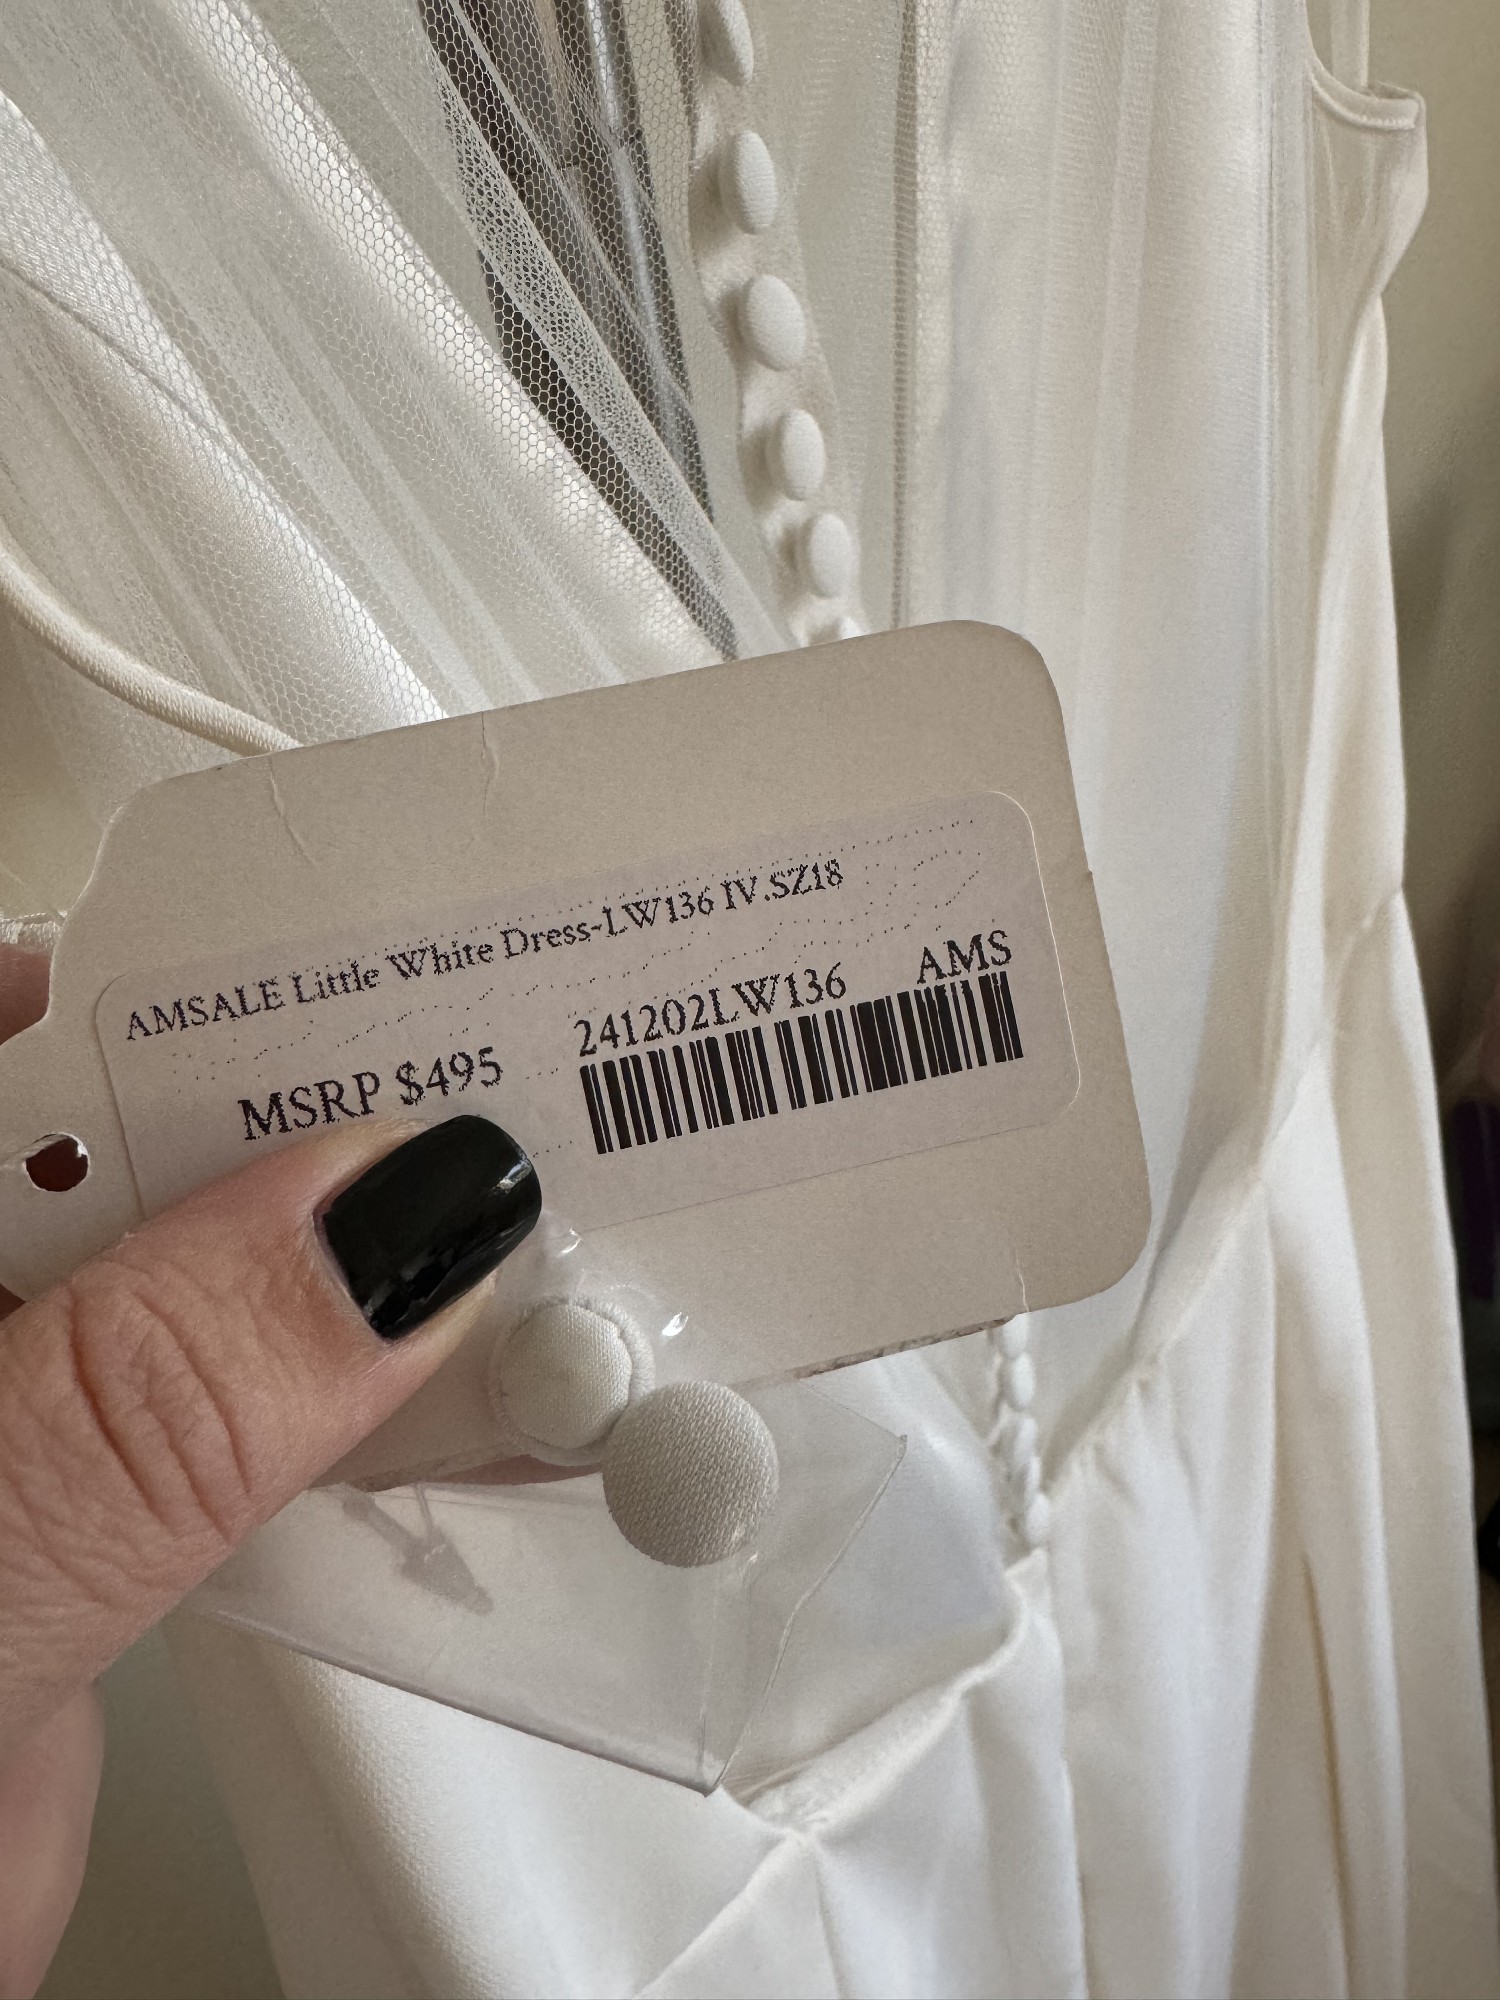 AMSALE Little White Dress-LW136 IV.SZ18
241202LW136 AMS
MSRP $495